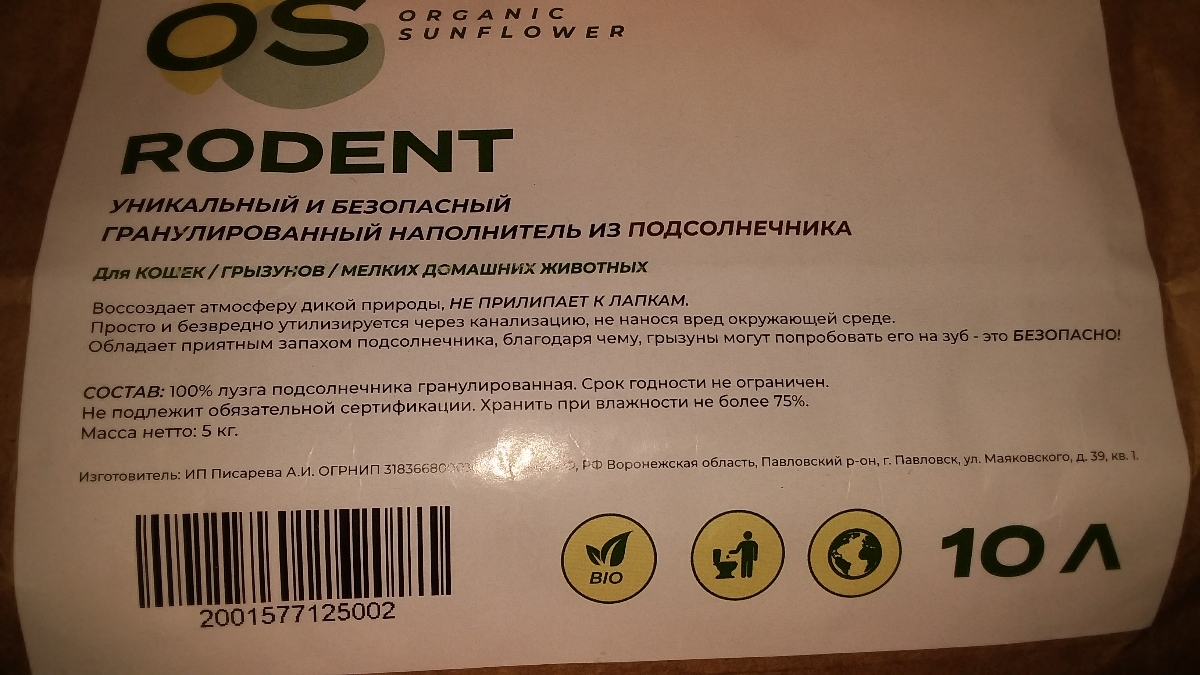 OS ORGANIC
SUNFLOWER
RODENT
УНИКАЛЬНЫЙ И БЕЗОПАСНЫЙ
ГРАНУЛИРОВАННЫЙ НАПОЛНИТЕЛЬ ИЗ ПОДСОЛНЕЧНИКА
Для КОШЕК / ГРЫЗУНОВ / МЕЛКИХ ДОМАШНИХ ЖИВОТНЫХ
Воссоздает атмосферу дикой природы, НЕ ПРИЛИПАЕТ К ЛАПКАМ.
Просто и безвредно утилизируется через канализацию, не нанося вред окружающей среде.
Обладает приятным запахом подсолнечника, благодаря чему, грызуны могут попробовать его на зуб - это БЕЗОПАСНО!
СОСТАВ: 100% лузга подсолнечника гранулированная. Срок годности не ограничен.
Не подлежит обязательной сертификации. Хранить при влажности не более 75%.
Масса нетто: 5 кг.
Изготовитель: ИП Писарева А.И. ОГРНИП РФ Воронежская область, Павловский р-он, г. Павловск, ул. Маяковского, д. 39, кв. 1.
BIO
10 Л
2001577125002